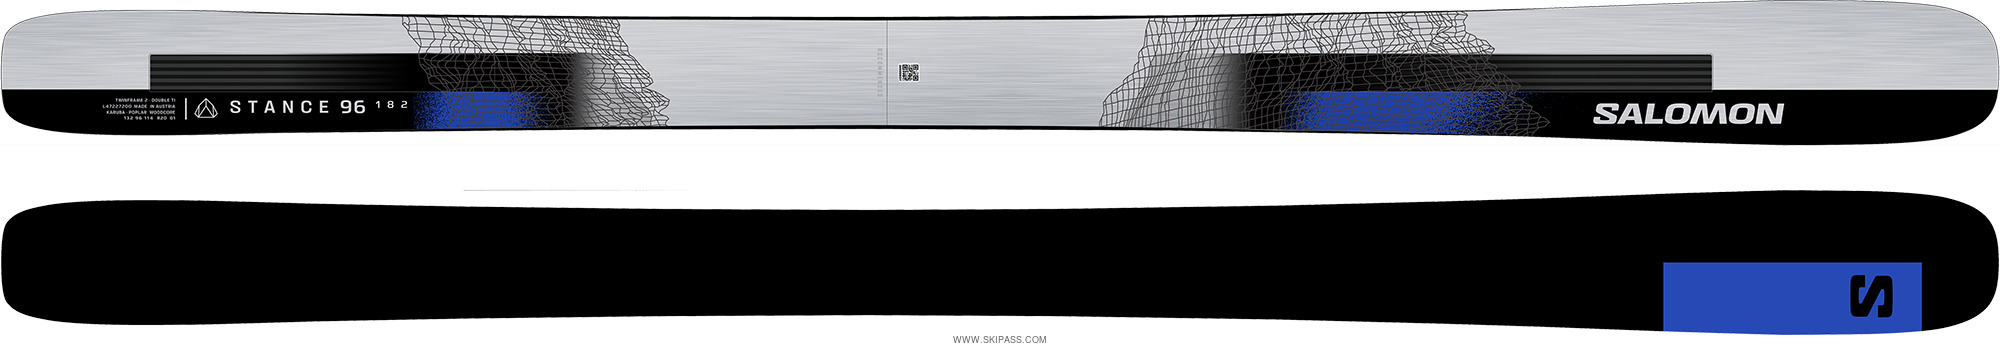 TWINFRAME 2 - DOUBLE TI
L47227200 MADE IN AUSTRIA
KARUBA - POPLAR WOODCORE
132 96 114 R20 01
STANCE 96 182
SALOMON
S
WWW.SKIPASS.COM